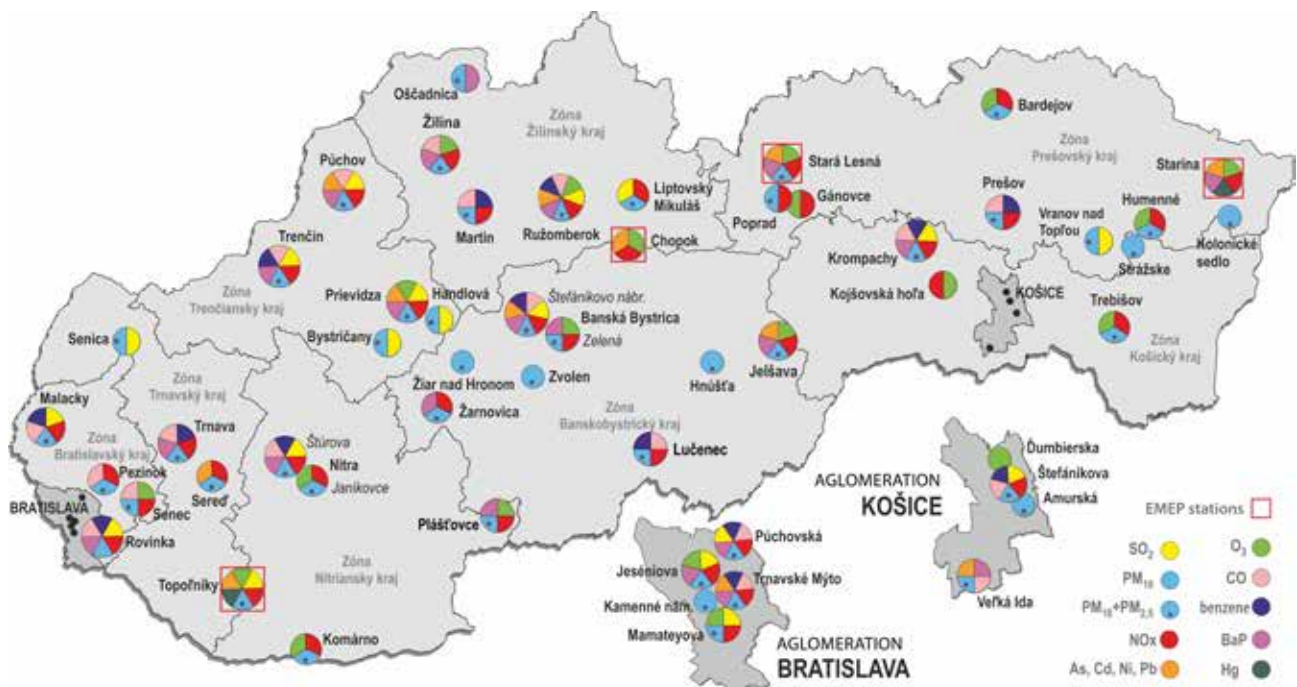 Oščadnica
Zóna
Žilinský kraj
Bardejov
Žilina
Zóna
Prešovský kraj
Púchov
Stará Lesná
Starina
Liptovský
Mikuláš
Gánovce
Prešov
Humenné
Martin
Ružomberok
Poprad
Vranov nad
Topľou
Chopok
Kolonické
sedlo
Trenčín
Krompachy
Strážske
Zóna
Trenčiansky kraj
Prievidza
Handlová
Štefánikovo nábr.
Kojšovská hoľa
KOŠICE
Banská Bystrica
Trebišov
Senica
Bystričany
Zelená
Zóna
Košický kraj
Jelšava
Zóna
Trnavský kraj
Žiar nad Hronom
Zvolen
Hnúšťa
Malacky
Žarnovica
Zóna
Banskobystrický kraj
Trnava
Štúrova
Zóna
Bratislavský kraj
Lučenec
Ďumbierska
Nitra
Pezinok
Janíkovce
AGLOMERATION
KOŠICE
Štefánikova
Sereď
Amurská
BRATISLAVA
Senec
EMEP stations
Plášťovce
Rovinka
Púchovská
SO2
O3
Zóna
Nitriansky kraj
Jeséniova
Trnavské Mýto
PM10
CO
Topoľníky
Veľká Ida
Kamenné nám.
PM10+PM2,5
benzene
Mamateyova
Komárno
AGLOMERATION
BRATISLAVA
NOx
BaP
As, Cd, Ni, Pb
Hg